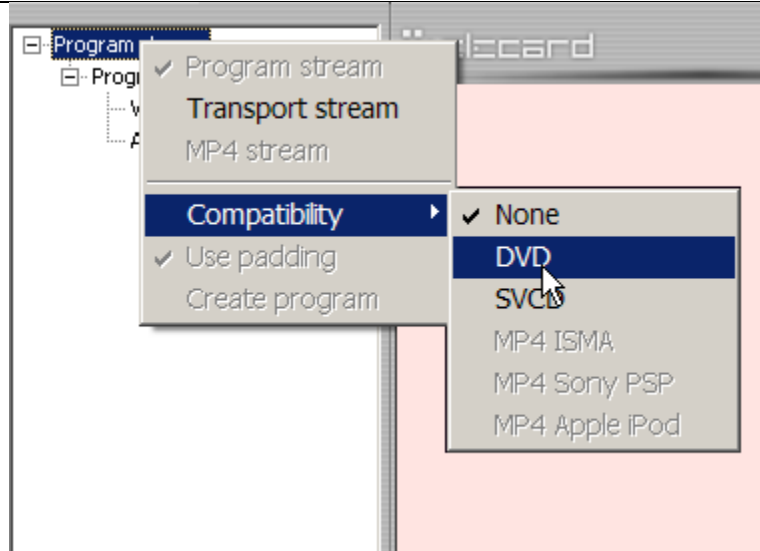 Program
Program stream
Transport stream
MP4 stream
Compatibility
Use padding
Create program
None
DVD
SVCD
MP4 ISMA
MP4 Sony PSP
MP4 Apple iPod